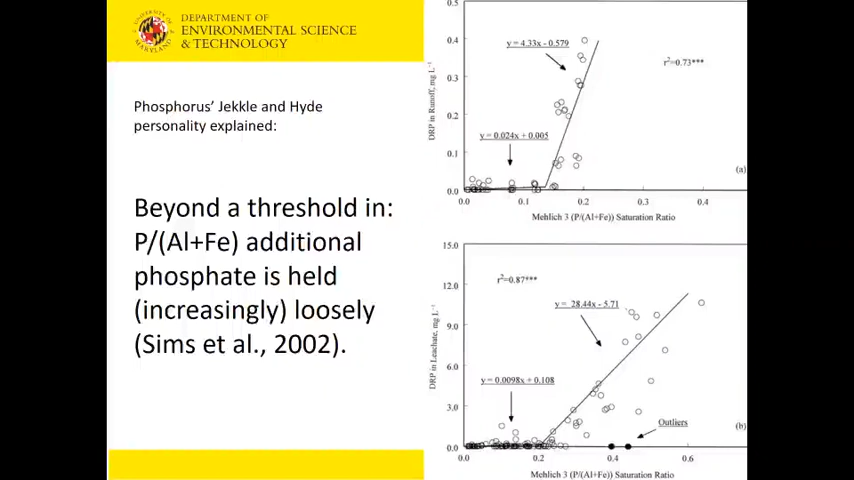 UNIVERSITY OF
MARYLAND
DEPARTMENT OF
ENVIRONMENTAL SCIENCE
& TECHNOLOGY
Phosphorus’ Jekkle and Hyde
personality explained:
Beyond a threshold in:
P/(Al+Fe) additional
phosphate is held
(increasingly) loosely
(Sims et al., 2002).
0.5
0.4
0.3
0.2
0.1
0.0
DRP in Runoff, mg L⁻¹
y = 4.33x - 0.579
r²=0.73***
y = 0.024x + 0.005
(a)
0.0 0.1 0.2 0.3 0.4
Mehlich 3 (P/(Al+Fe)) Saturation Ratio
15.0
12.0
9.0
6.0
3.0
0.0
DRP in Leachate, mg L⁻¹
r²=0.87***
y = 28.44x - 5.71
y = 0.0098x + 0.108
Outliers
(b)
0.0 0.2 0.4 0.6
Mehlich 3 (P/(Al+Fe)) Saturation Ratio